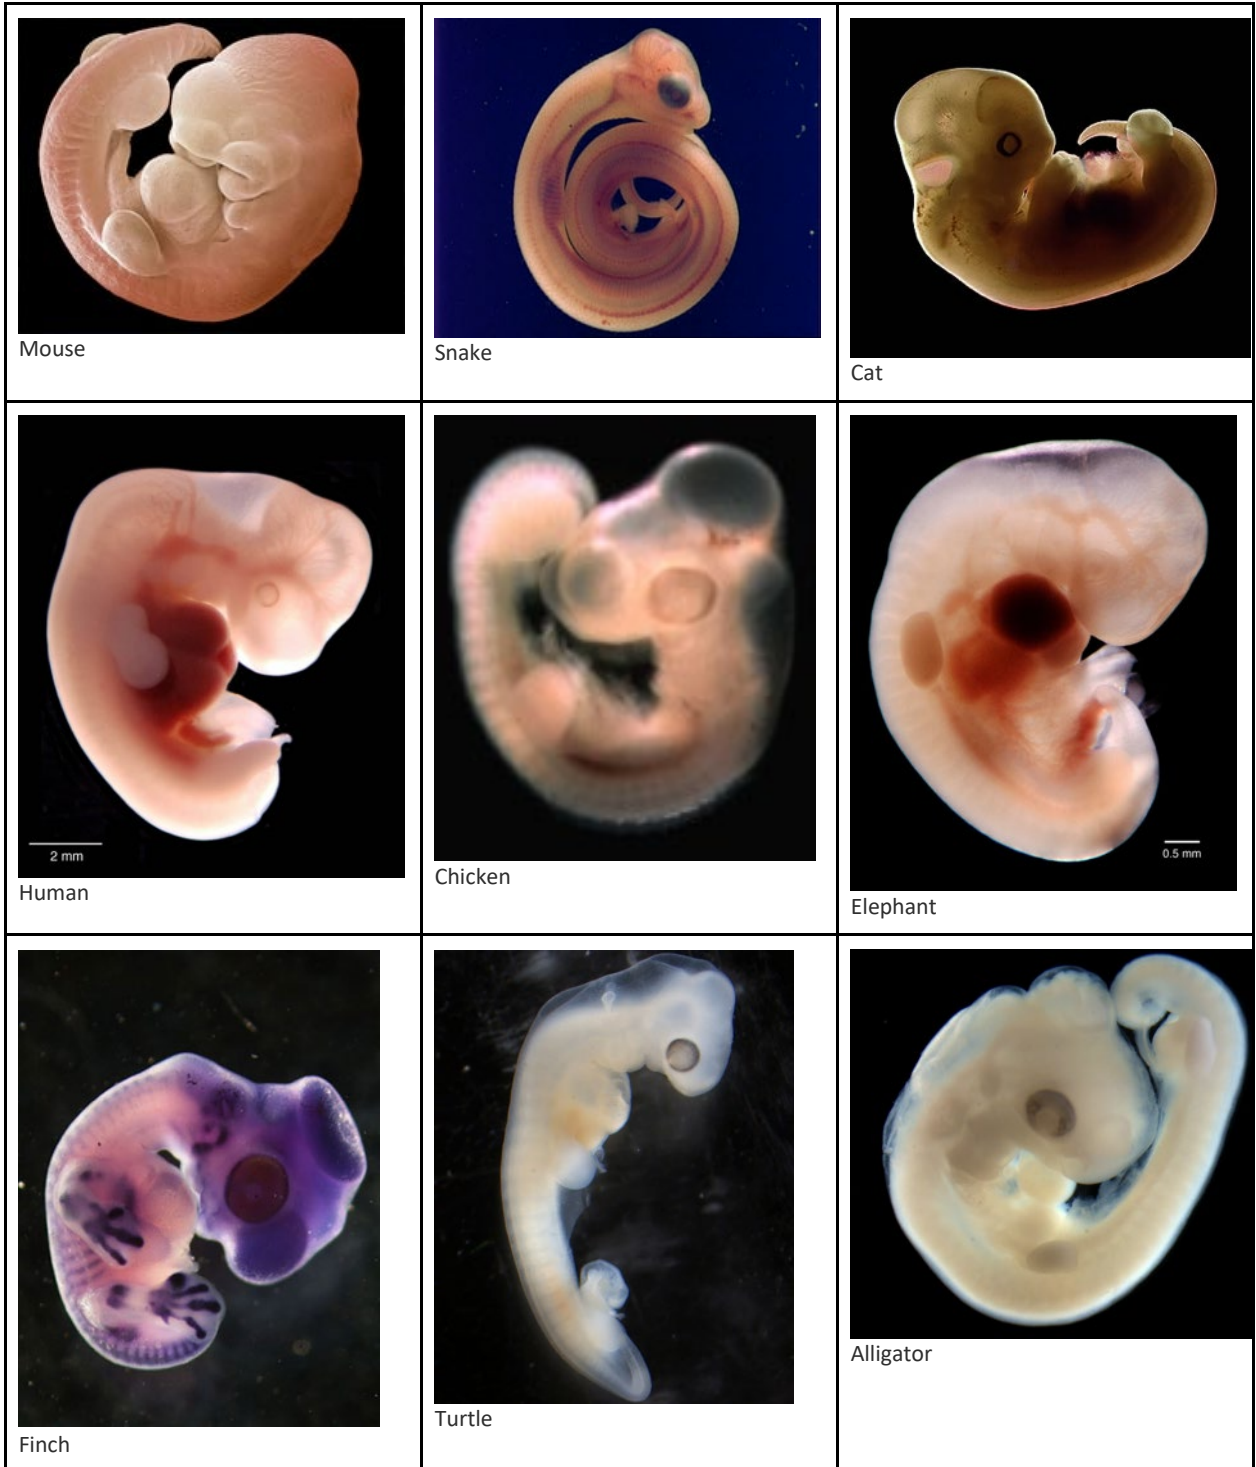 Mouse
Snake
Cat
2 mm
Human
Chicken
0.5 mm
Elephant
Finch
Turtle
Alligator